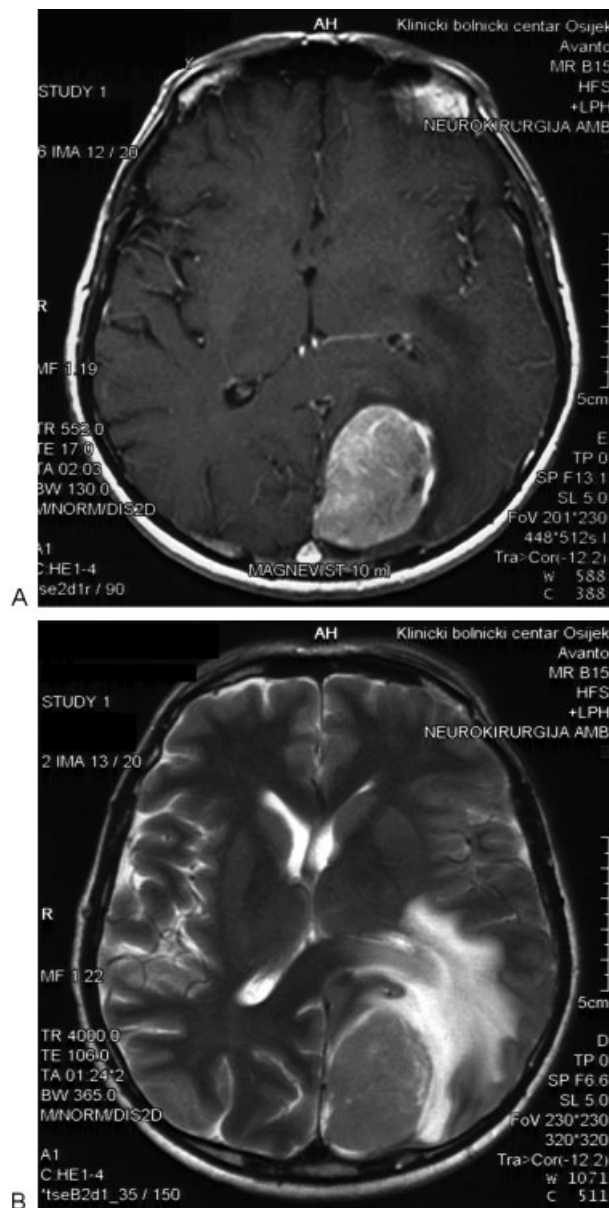 AH
Klinicki bolnicki centar Osijek
Avanto
MR B15
HFS
+LPH
NEUROKIRURGIJA AMB
STUDY 1
6 IMA 12 / 20
R
MF 1.19
TR 553.0
TE 17.0
TA 02:03
BW 130.0
M/NORM/DIS2D
A1
C:HE1-4
tse2d1r / 90
MAGNEVIST 10 ml
5cm
E
TP 0
SP F13.1
SL 5.0
FoV 201*230
448*512s I
Tra>Cor(-12.2)
W 588
C 388
A
AH
Klinicki bolnicki centar Osijek
Avanto
MR B15
HFS
+LPH
NEUROKIRURGIJA AMB
STUDY 1
2 IMA 13 / 20
R
MF 1.22
TR 4000.0
TE 106.0
TA 01:24*2
BW 365.0
M/NORM/DIS2D
A1
C:HE1-4
*tseB2d1_35 / 150
5cm
D
TP 0
SP F6.6
SL 5.0
FoV 230*230
320*320
Tra>Cor(-12.2)
W 1071
C 511
B